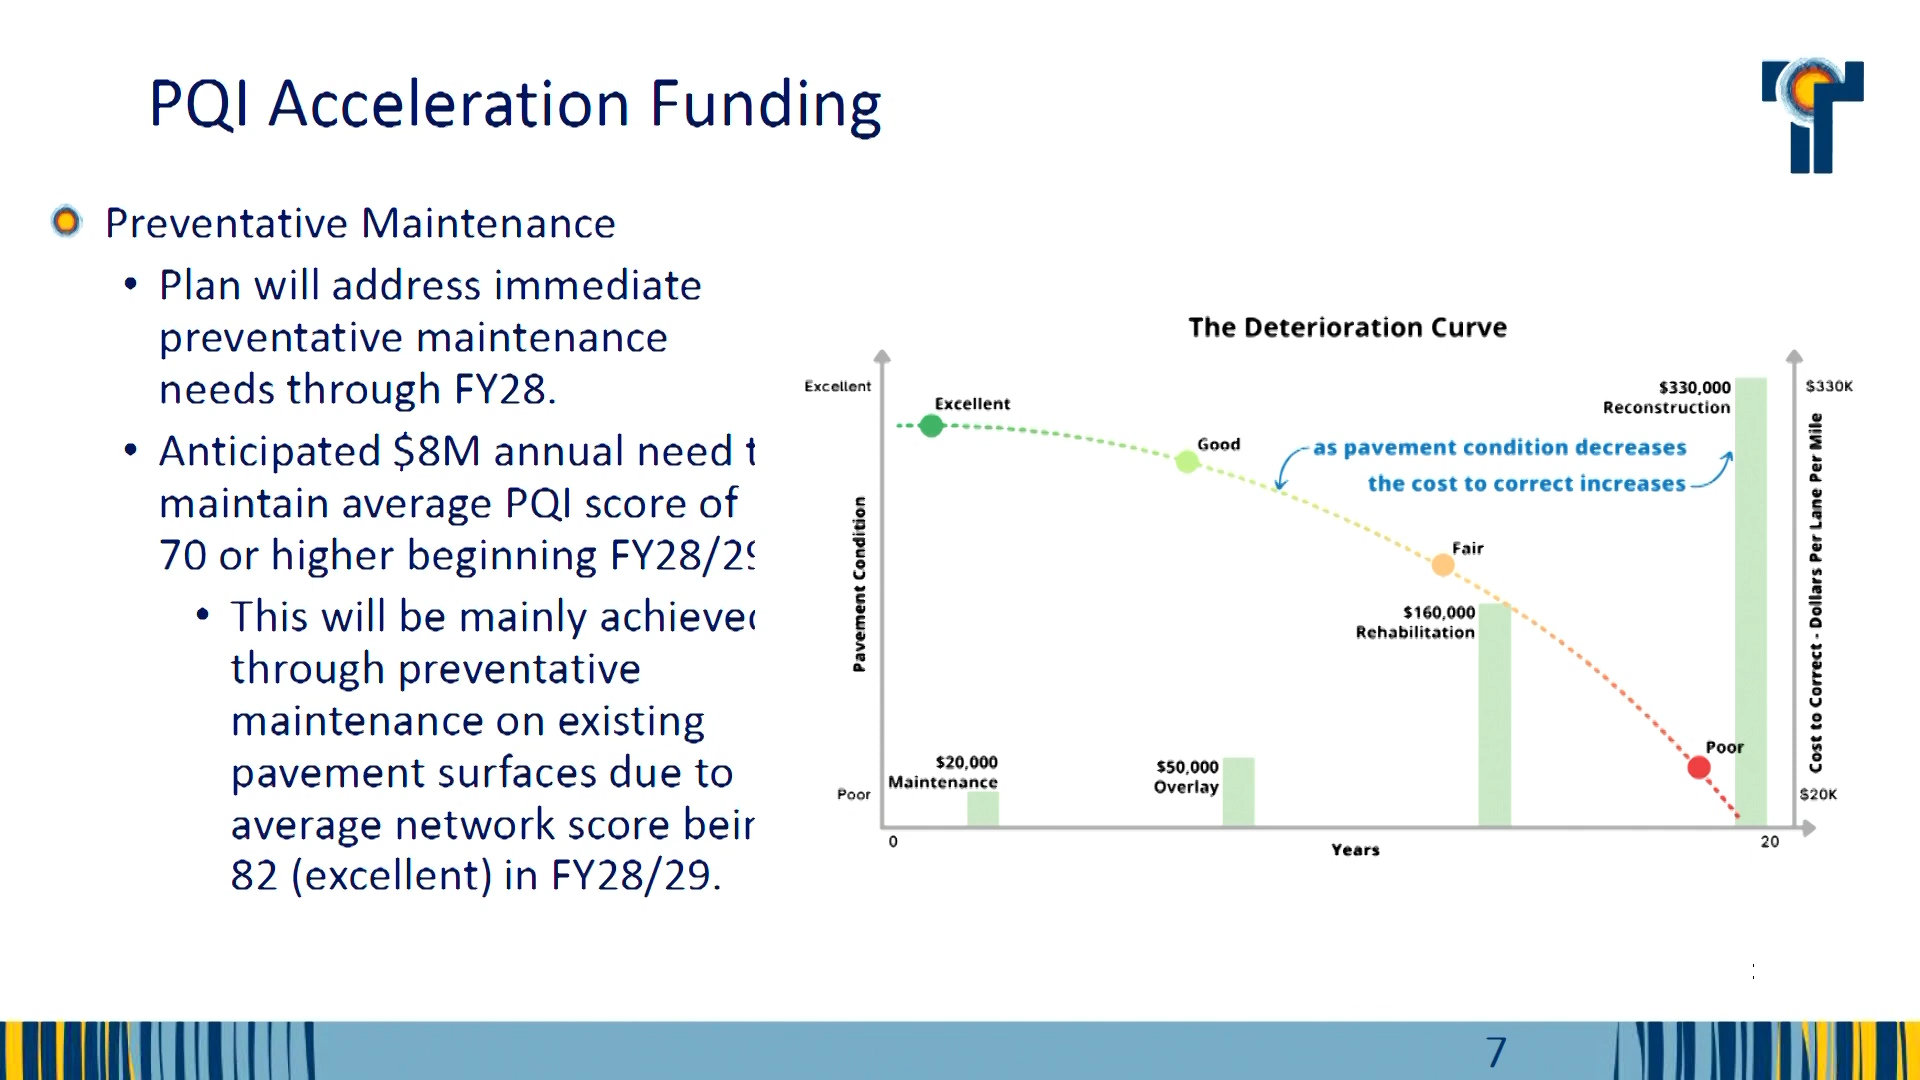 PQI Acceleration Funding
Preventative Maintenance
• Plan will address immediate
preventative maintenance
needs through FY28.
• Anticipated $8M annual need t
maintain average PQI score of
70 or higher beginning FY28/29
• This will be mainly achieved
through preventative
maintenance on existing
pavement surfaces due to
average network score bein
82 (excellent) in FY28/29.
The Deterioration Curve
Excellent
Excellent
Good
as pavement condition decreases
the cost to correct increases
$330,000
Reconstruction
$330K
Fair
$160,000
Rehabilitation
Poor
$50,000
Overlay
$20,000
Maintenance
Poor
$20K
Pavement Condition
Cost to Correct - Dollars Per Lane Per Mile
0
Years
20
7